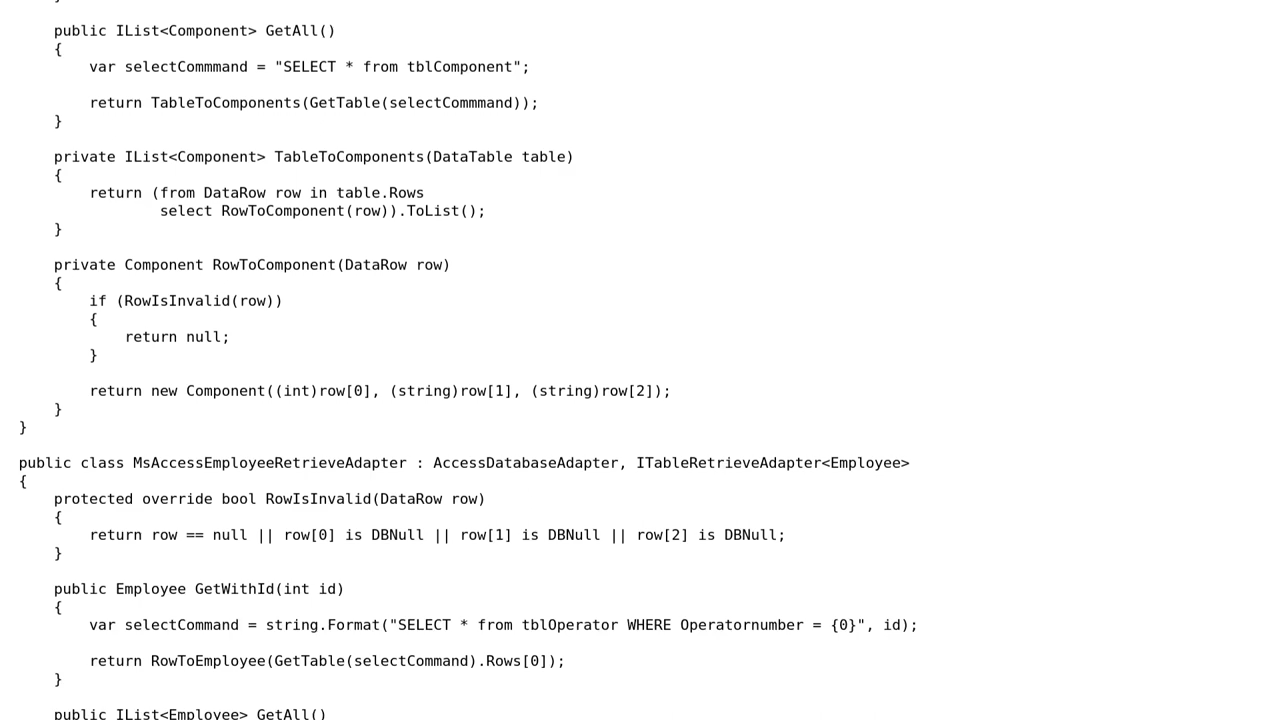 }
public IList<Component> GetAll()
{
var selectCommmand = "SELECT * from tblComponent";
return TableToComponents(GetTable(selectCommmand));
}
private IList<Component> TableToComponents(DataTable table)
{
return (from DataRow row in table.Rows
select RowToComponent(row)).ToList();
}
private Component RowToComponent(DataRow row)
{
if (RowIsInvalid(row))
{
return null;
}
return new Component((int)row[0], (string)row[1], (string)row[2]);
}
}
public class MsAccessEmployeeRetrieveAdapter : AccessDatabaseAdapter, ITableRetrieveAdapter<Employee>
{
protected override bool RowIsInvalid(DataRow row)
{
return row == null || row[0] is DBNull || row[1] is DBNull || row[2] is DBNull;
}
public Employee GetWithId(int id)
{
var selectCommand = string.Format("SELECT * from tblOperator WHERE Operatornumber = {0}", id);
return RowToEmployee(GetTable(selectCommand).Rows[0]);
}
public IList<Employee> GetAll()